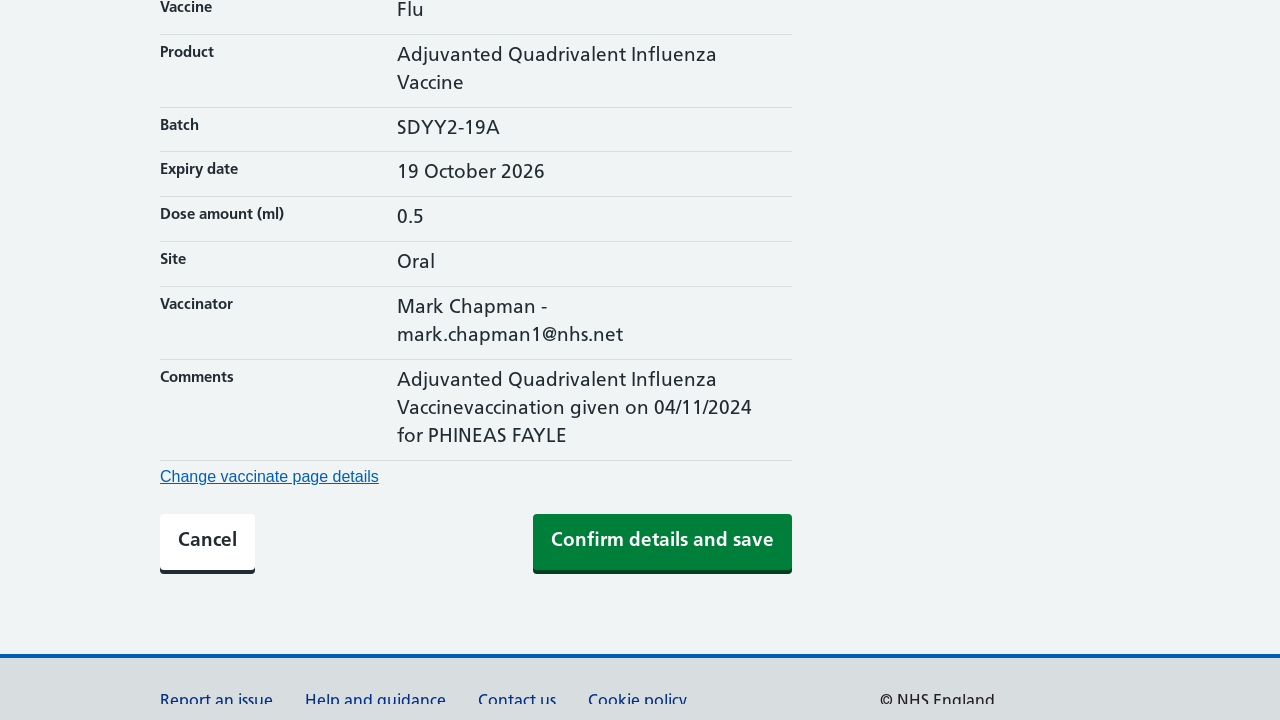 Vaccine Flu
Product Adjuvanted Quadrivalent Influenza
Vaccine
Batch SDYY2-19A
Expiry date 19 October 2026
Dose amount (ml) 0.5
Site Oral
Vaccinator Mark Chapman -
mark.chapman1@nhs.net
Comments Adjuvanted Quadrivalent Influenza
Vaccinevaccination given on 04/11/2024
for PHINEAS FAYLE
Change vaccinate page details
Cancel Confirm details and save
Report an issue Help and guidance Contact us Cookie policy © NHS England